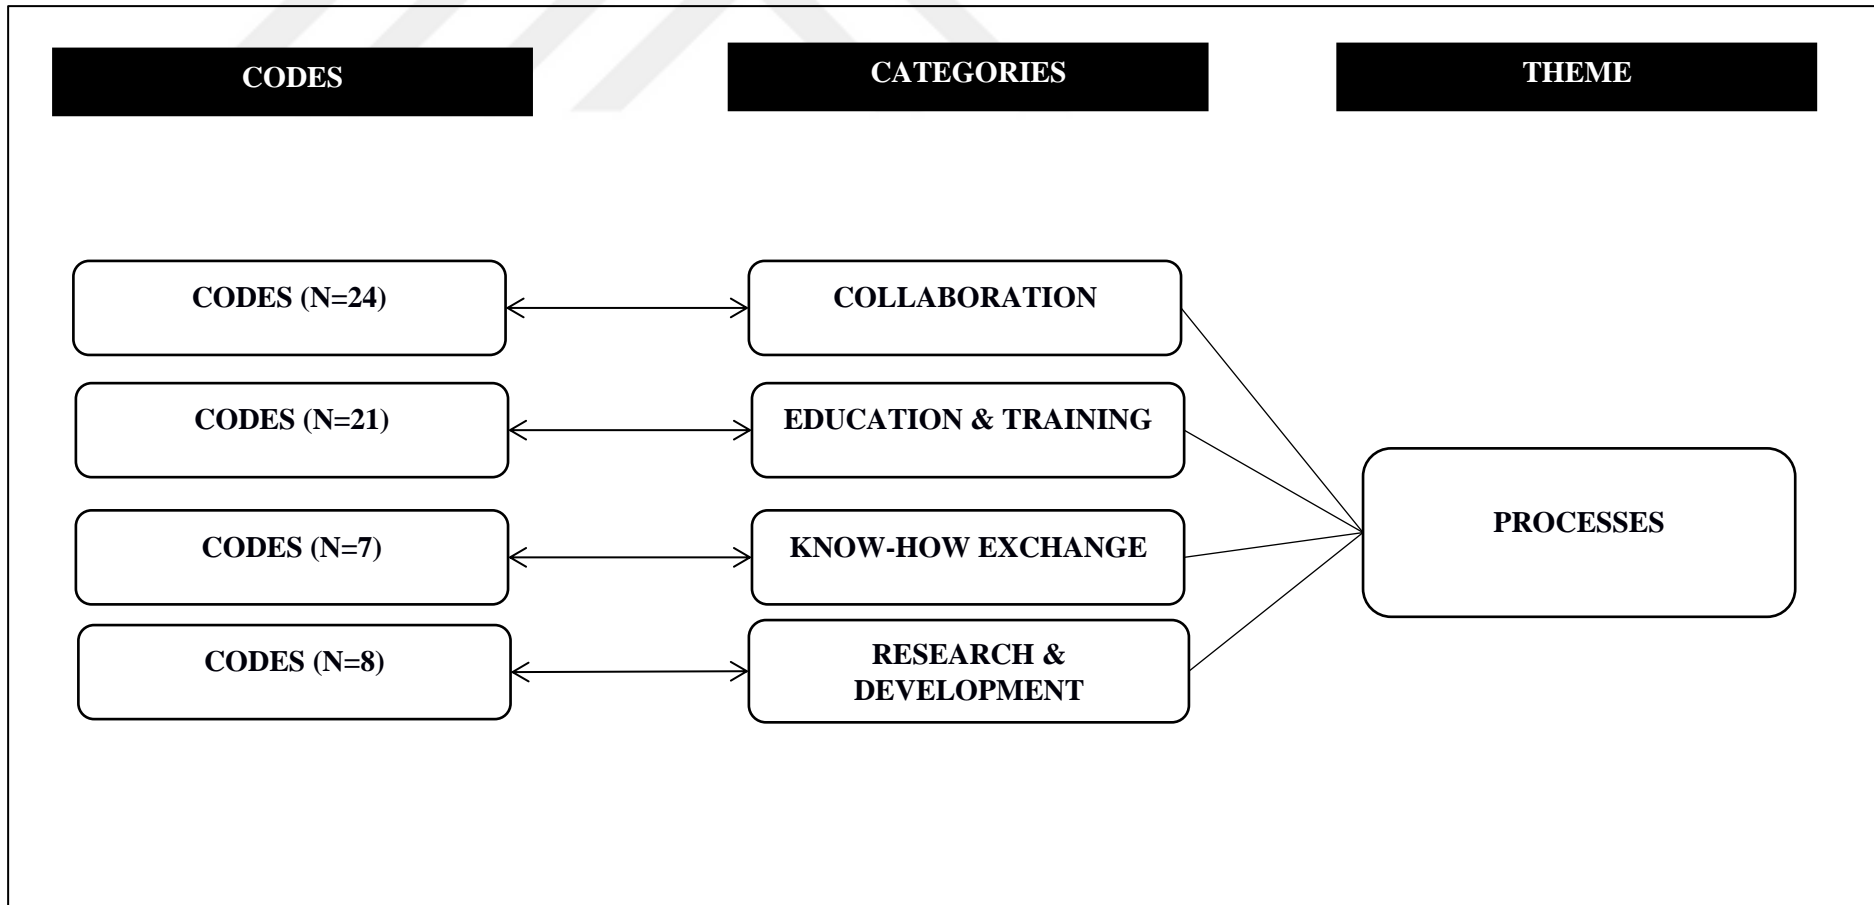 CODES
CATEGORIES
THEME
CODES (N=24)
COLLABORATION
CODES (N=21)
EDUCATION & TRAINING
PROCESSES
CODES (N=7)
KNOW-HOW EXCHANGE
CODES (N=8)
RESEARCH &
DEVELOPMENT